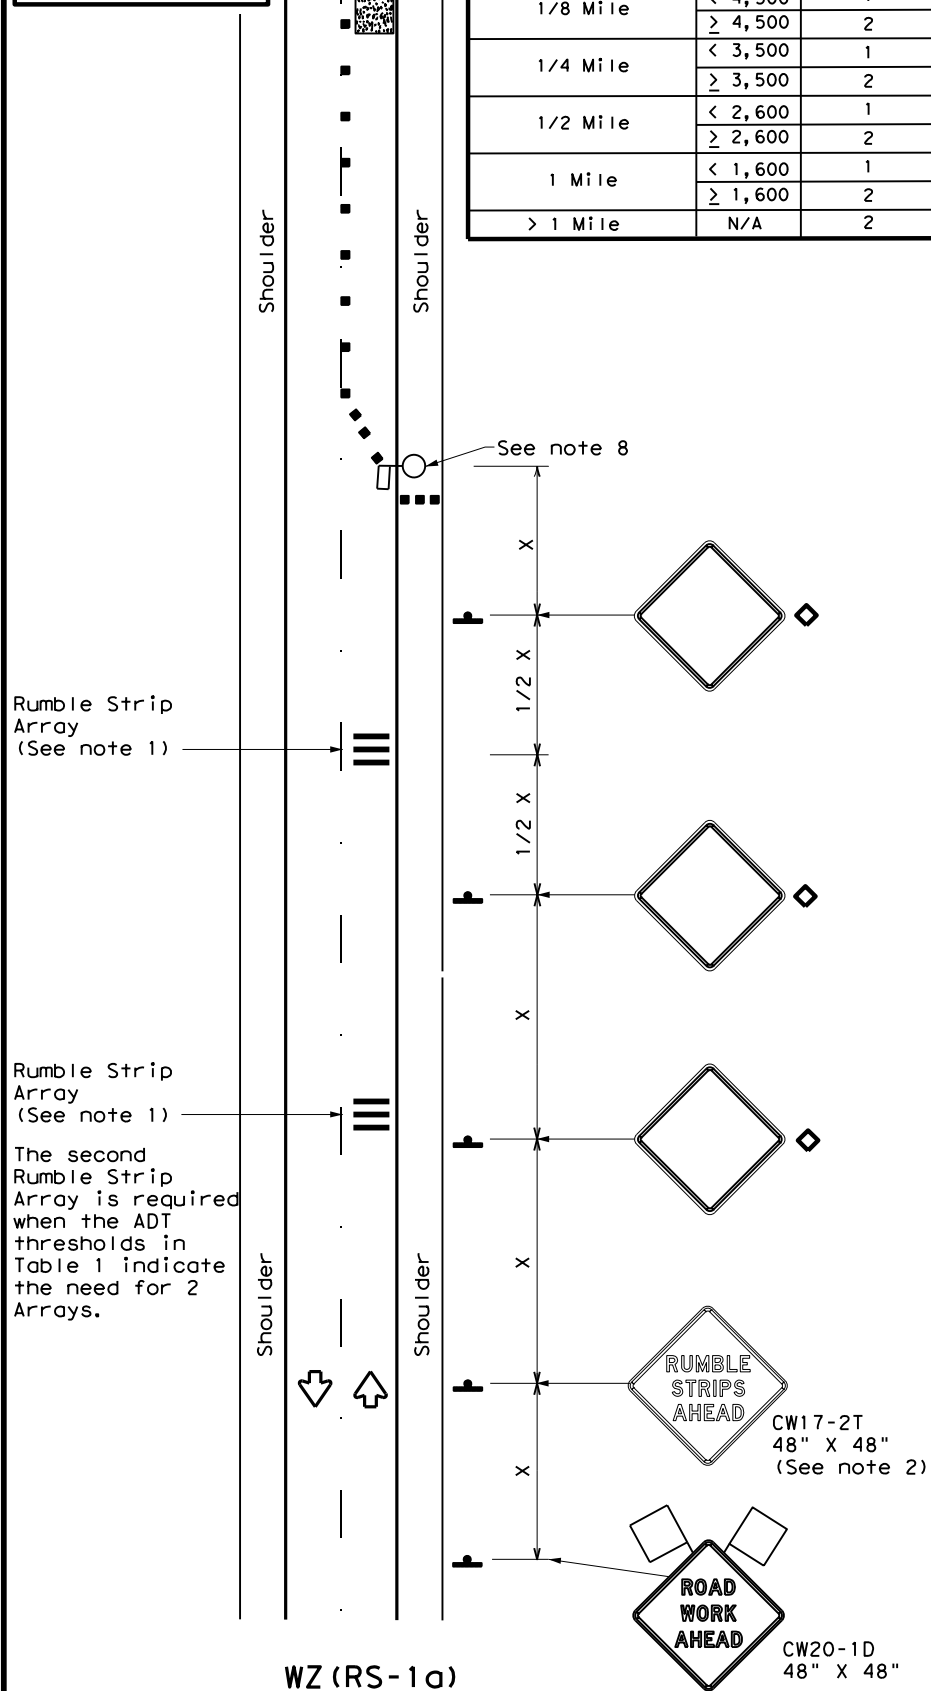 1/8 Mile
< 4,500
≥ 4,500 2
1/4 Mile
< 3,500 1
≥ 3,500 2
1/2 Mile
< 2,600 1
≥ 2,600 2
1 Mile
< 1,600 1
≥ 1,600 2
> 1 Mile N/A 2
Shoulder
Shoulder
See note 8
X
1/2 X
Rumble Strip
Array
(See note 1)
1/2 X
X
Rumble Strip
Array
(See note 1)
The second
Rumble Strip
Array is required
when the ADT
thresholds in
Table 1 indicate
the need for 2
Arrays.
Shoulder
Shoulder
X
RUMBLE
STRIPS
AHEAD
CW17-2T
48" X 48"
(See note 2)
X
ROAD
WORK
AHEAD
CW20-1D
48" X 48"
WZ(RS-1a)